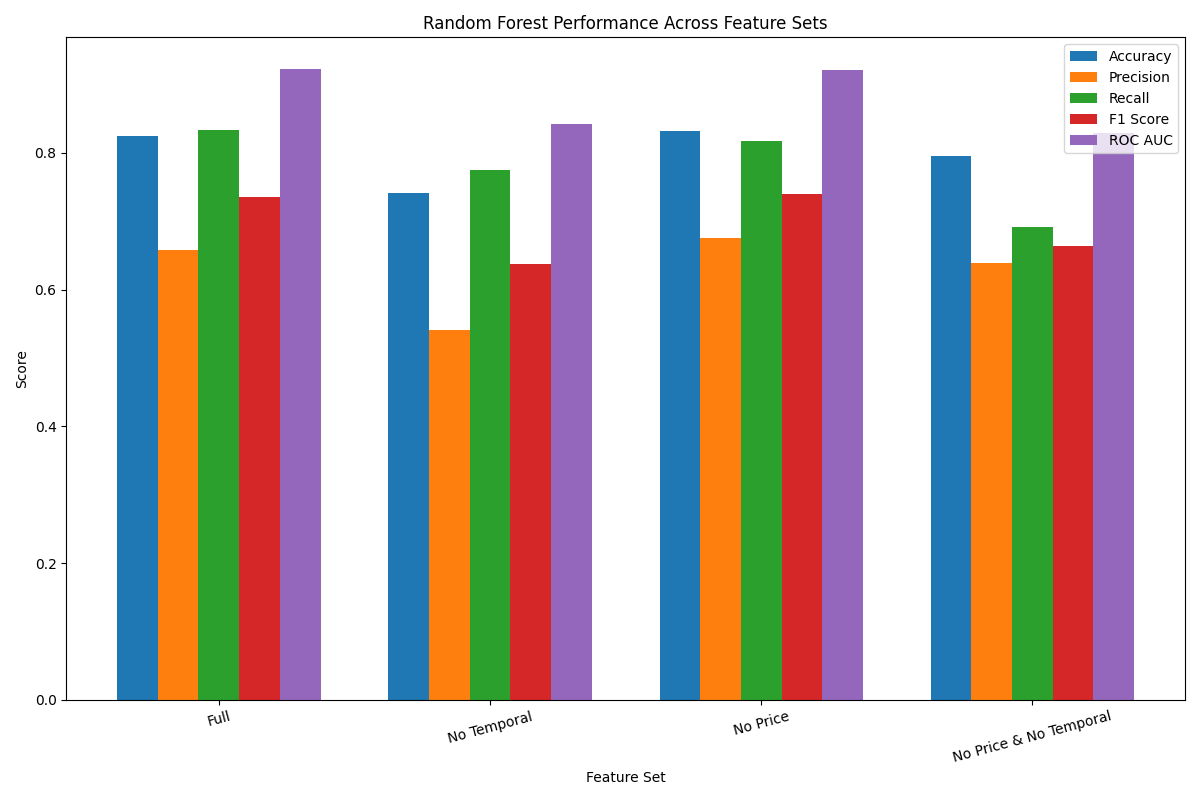 Random Forest Performance Across Feature Sets
Accuracy
Precision
Recall
F1 Score
ROC AUC
Score
0.8
0.6
0.4
0.2
0.0
Full
No Temporal
No Price
No Price & No Temporal
Feature Set